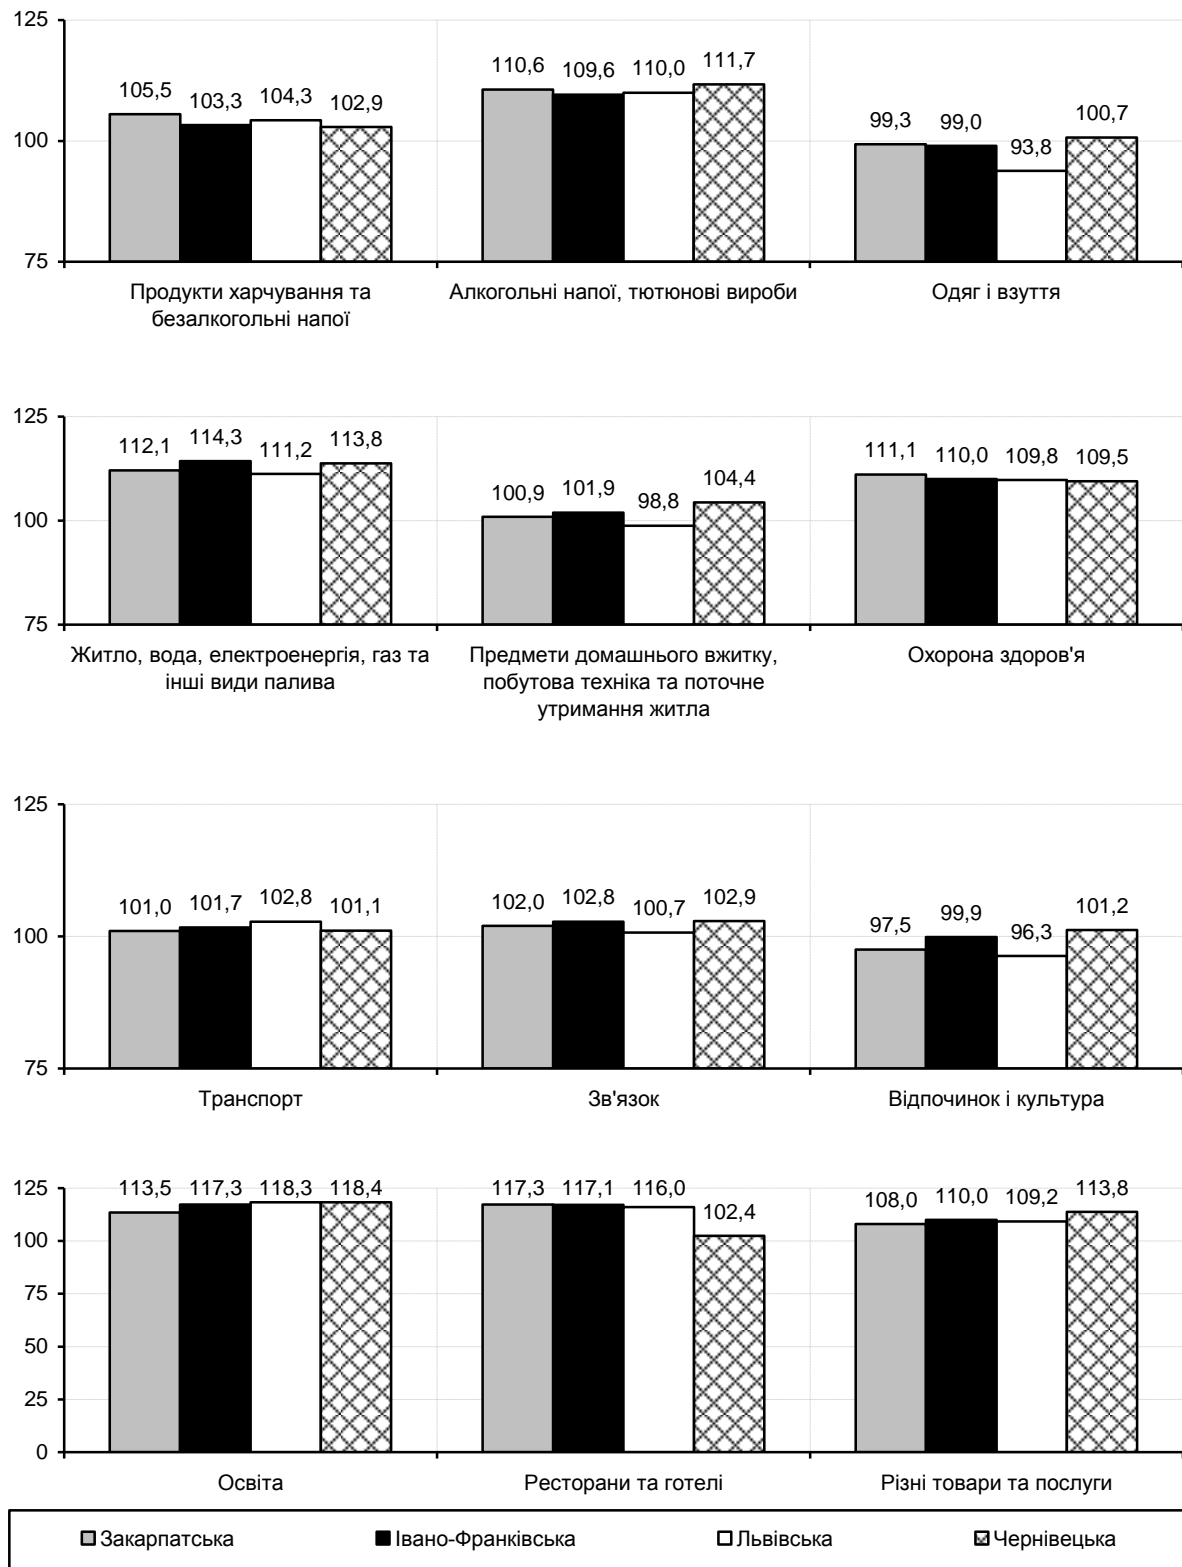 125
110,6 109,6 110,0 111,7
105,5 103,3 104,3 102,9
99,3 99,0 93,8 100,7
100
75
Продукти харчування та
безалкогольні напої
Алкогольні напої, тютюнові вироби
Одяг і взуття
125
112,1 114,3 111,2 113,8
100,9 101,9 98,8 104,4
111,1 110,0 109,8 109,5
100
75
Житло, вода, електроенергія, газ та
інші види палива
Предмети домашнього вжитку,
побутова техніка та поточне
утримання житла
Охорона здоров'я
125
101,0 101,7 102,8 101,1
102,0 102,8 100,7 102,9
97,5 99,9 96,3 101,2
100
75
Транспорт
Зв'язок
Відпочинок і культура
125
113,5 117,3 118,3 118,4
117,3 117,1 116,0 102,4
108,0 110,0 109,2 113,8
100
75
50
25
0
Освіта
Ресторани та готелі
Різні товари та послуги
Закарпатська Івано-Франківська Львівська Чернівецька